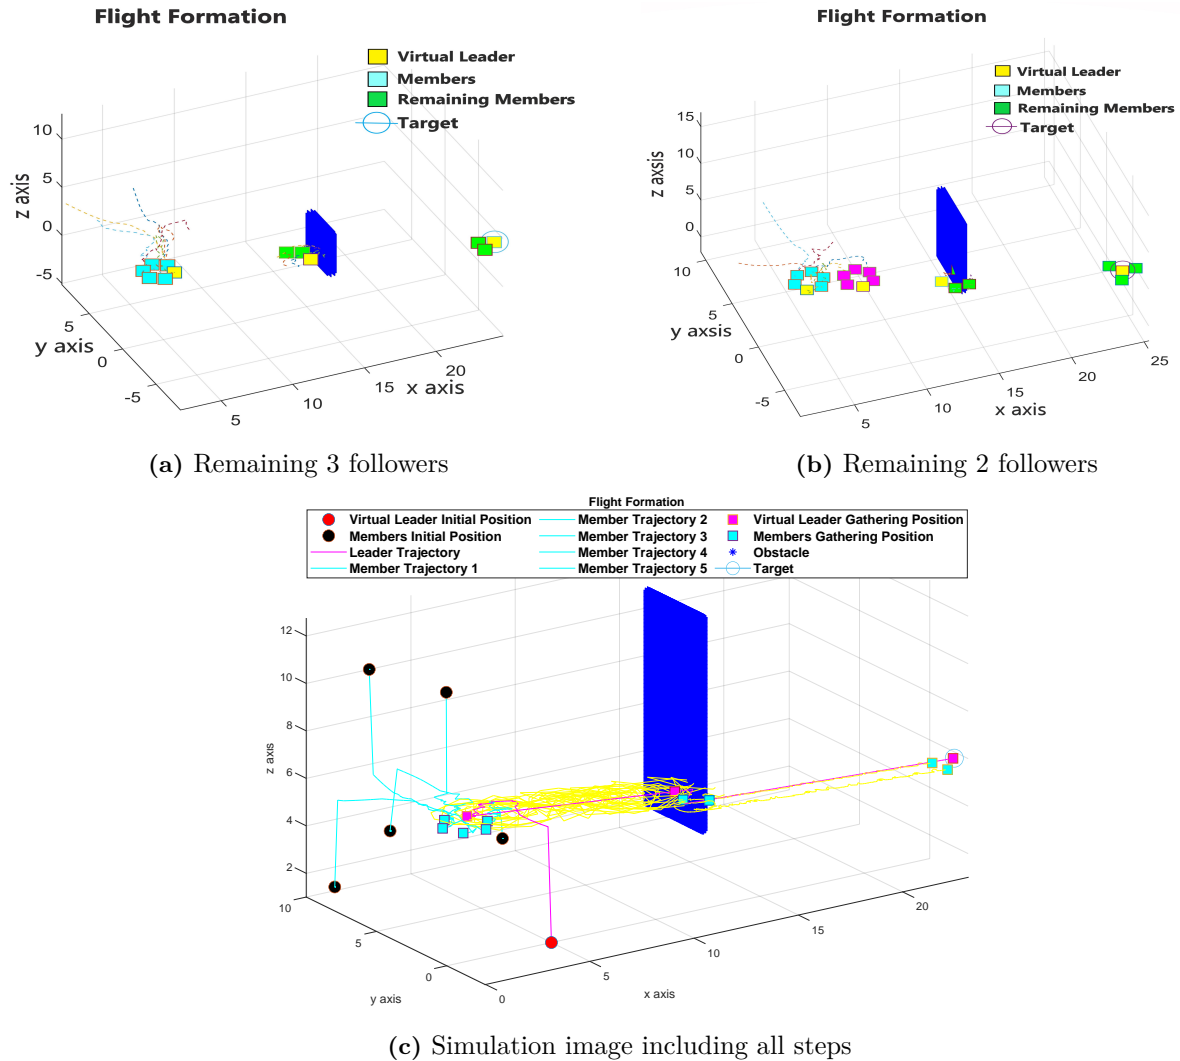 Flight Formation
Virtual Leader
Members
Remaining Members
Target
10
5
0
-5
z axis
5
0
-5
y axis
5
10
15
20
x axis
(a) Remaining 3 followers
Flight Formation
Virtual Leader
Members
Remaining Members
Target
15
10
5
0
z axsis
10
5
0
-5
y axsis
5
10
15
20
25
x axis
(b) Remaining 2 followers
Flight Formation
Virtual Leader Initial Position
Members Initial Position
Leader Trajectory
Member Trajectory 1
Member Trajectory 2
Member Trajectory 3
Member Trajectory 4
Member Trajectory 5
Virtual Leader Gathering Position
Members Gathering Position
Obstacle
Target
12
10
8
6
4
2
z axis
10
5
0
y axis
0
5
10
15
20
x axis
(c) Simulation image including all steps